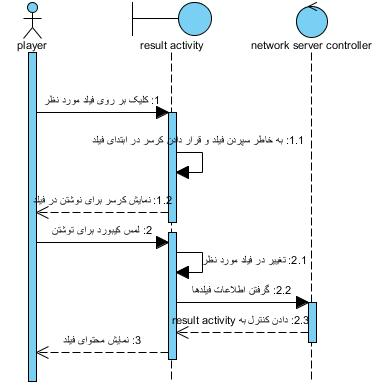 player
result activity
network server controller
1: کلیک بر روی فیلد مورد نظر
1.1: به خاطر سپردن فیلد و قرار دادن کرسر در ابتدای فیلد
1.2: نمایش کرسر برای نوشتن در فیلد
2: لمس کیبورد برای نوشتن
2.1: تغییر در فیلد مورد نظر
2.2: گرفتن اطلاعات فیلدها
2.3: دادن کنترل به result activity
3: نمایش محتوای فیلد